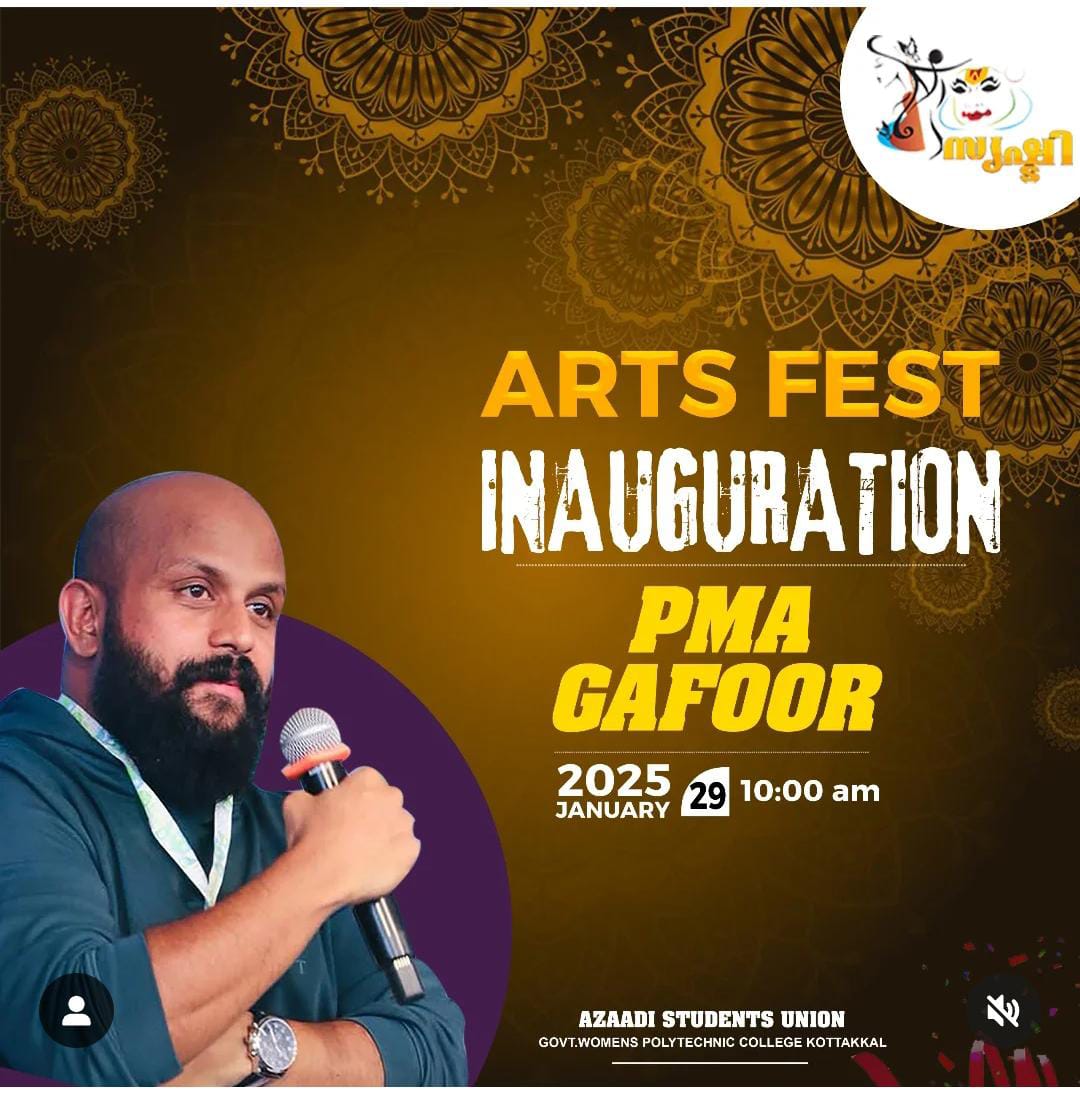 സൃഷ്ടി
ARTS FEST
INAUGURATION
PMA
GAFOOR
2025
JANUARY
29
10:00 am
AZAADI STUDENTS UNION
GOVT.WOMENS POLYTECHNIC COLLEGE KOTTAKKAL